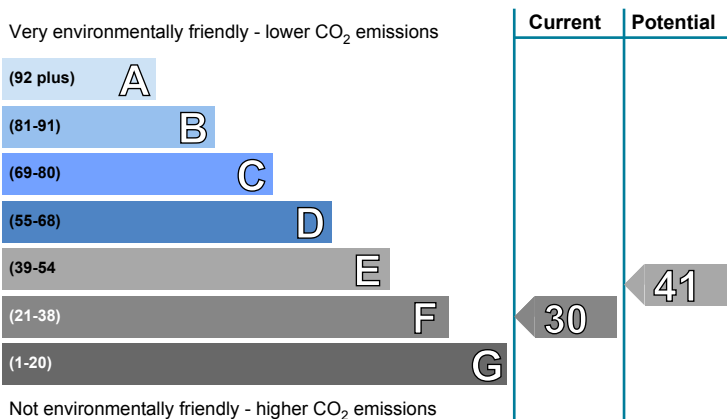 Very environmentally friendly - lower CO2 emissions
Current
Potential
(92 plus) A
(81-91) B
(69-80) C
(55-68) D
(39-54 E
(21-38) F
(1-20) G
30
41
Not environmentally friendly - higher CO2 emissions